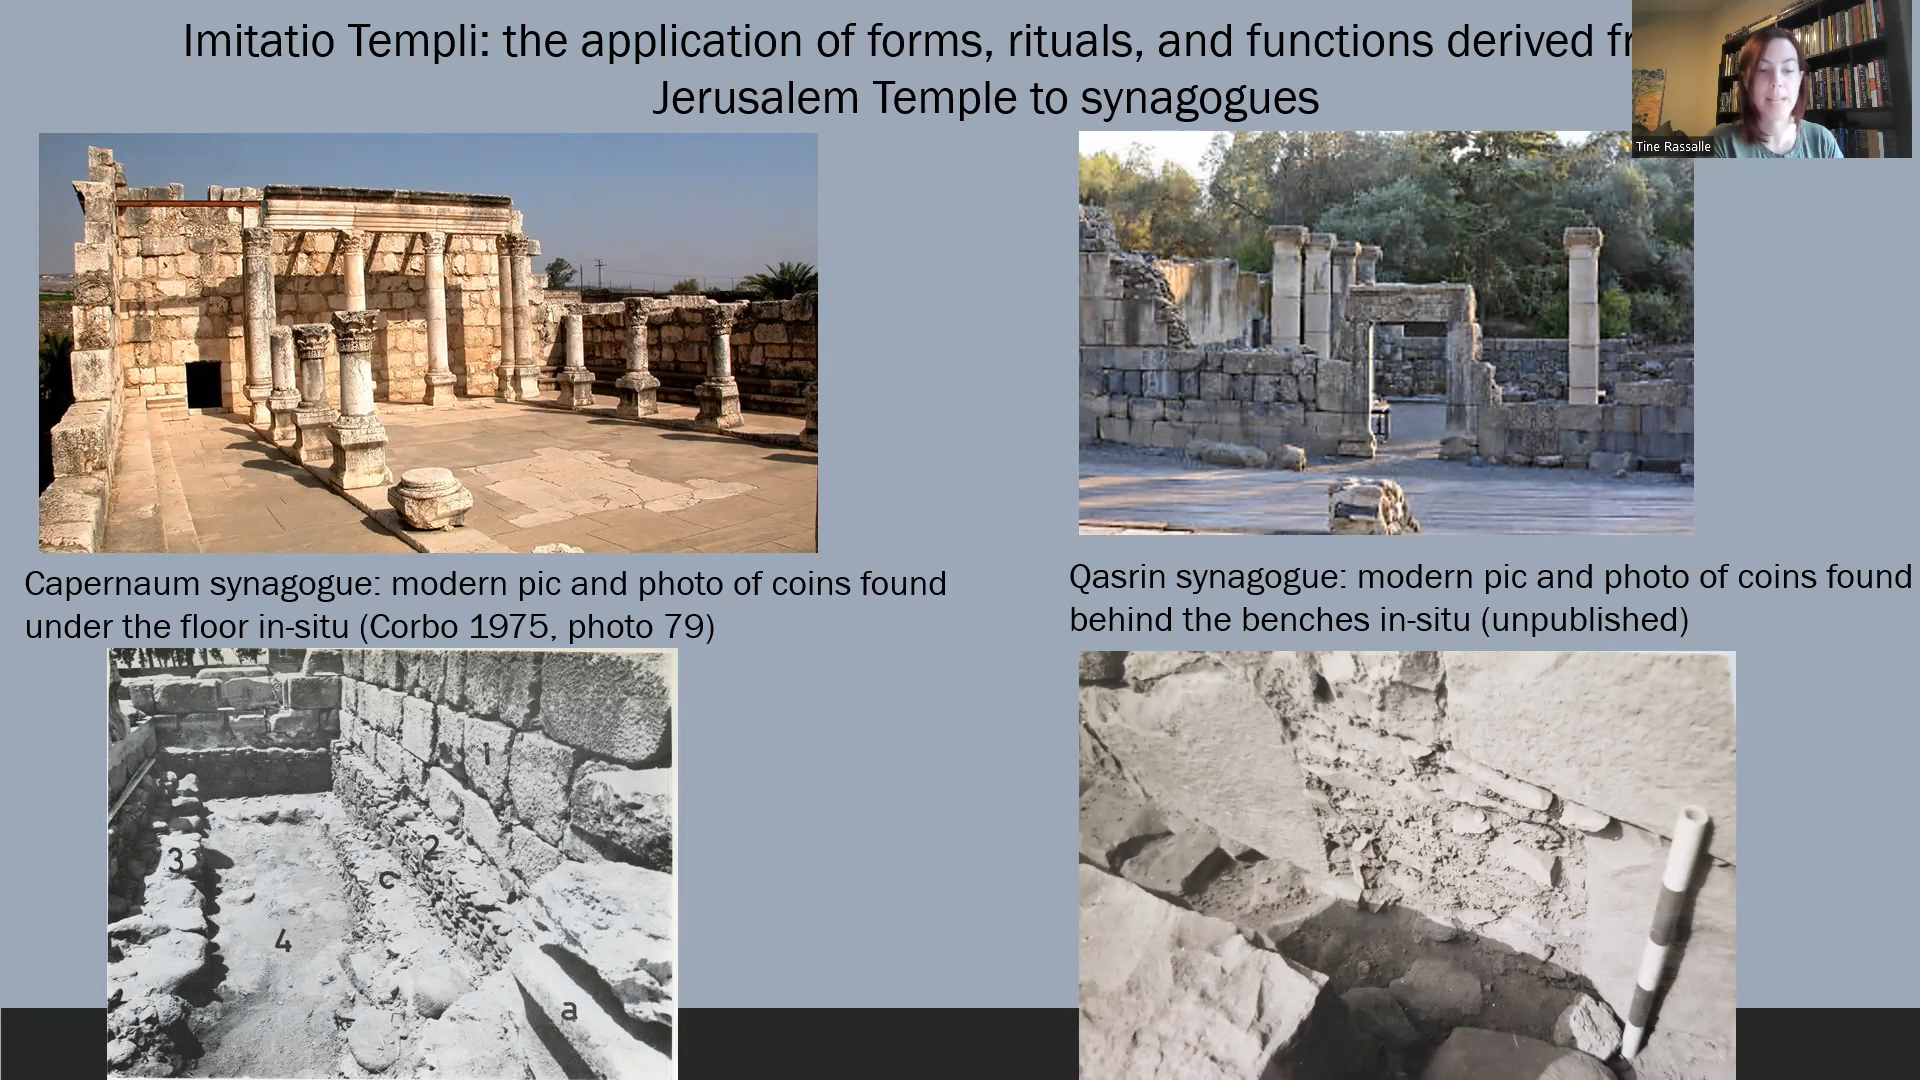 Imitatio Templi: the application of forms, rituals, and functions derived
Jerusalem Temple to synagogues
Tine Rassalle
Capernaum synagogue: modern pic and photo of coins found
under the floor in-situ (Corbo 1975, photo 79)
Qasrin synagogue: modern pic and photo of coins found
behind the benches in-situ (unpublished)
1
2
3
c
4
a